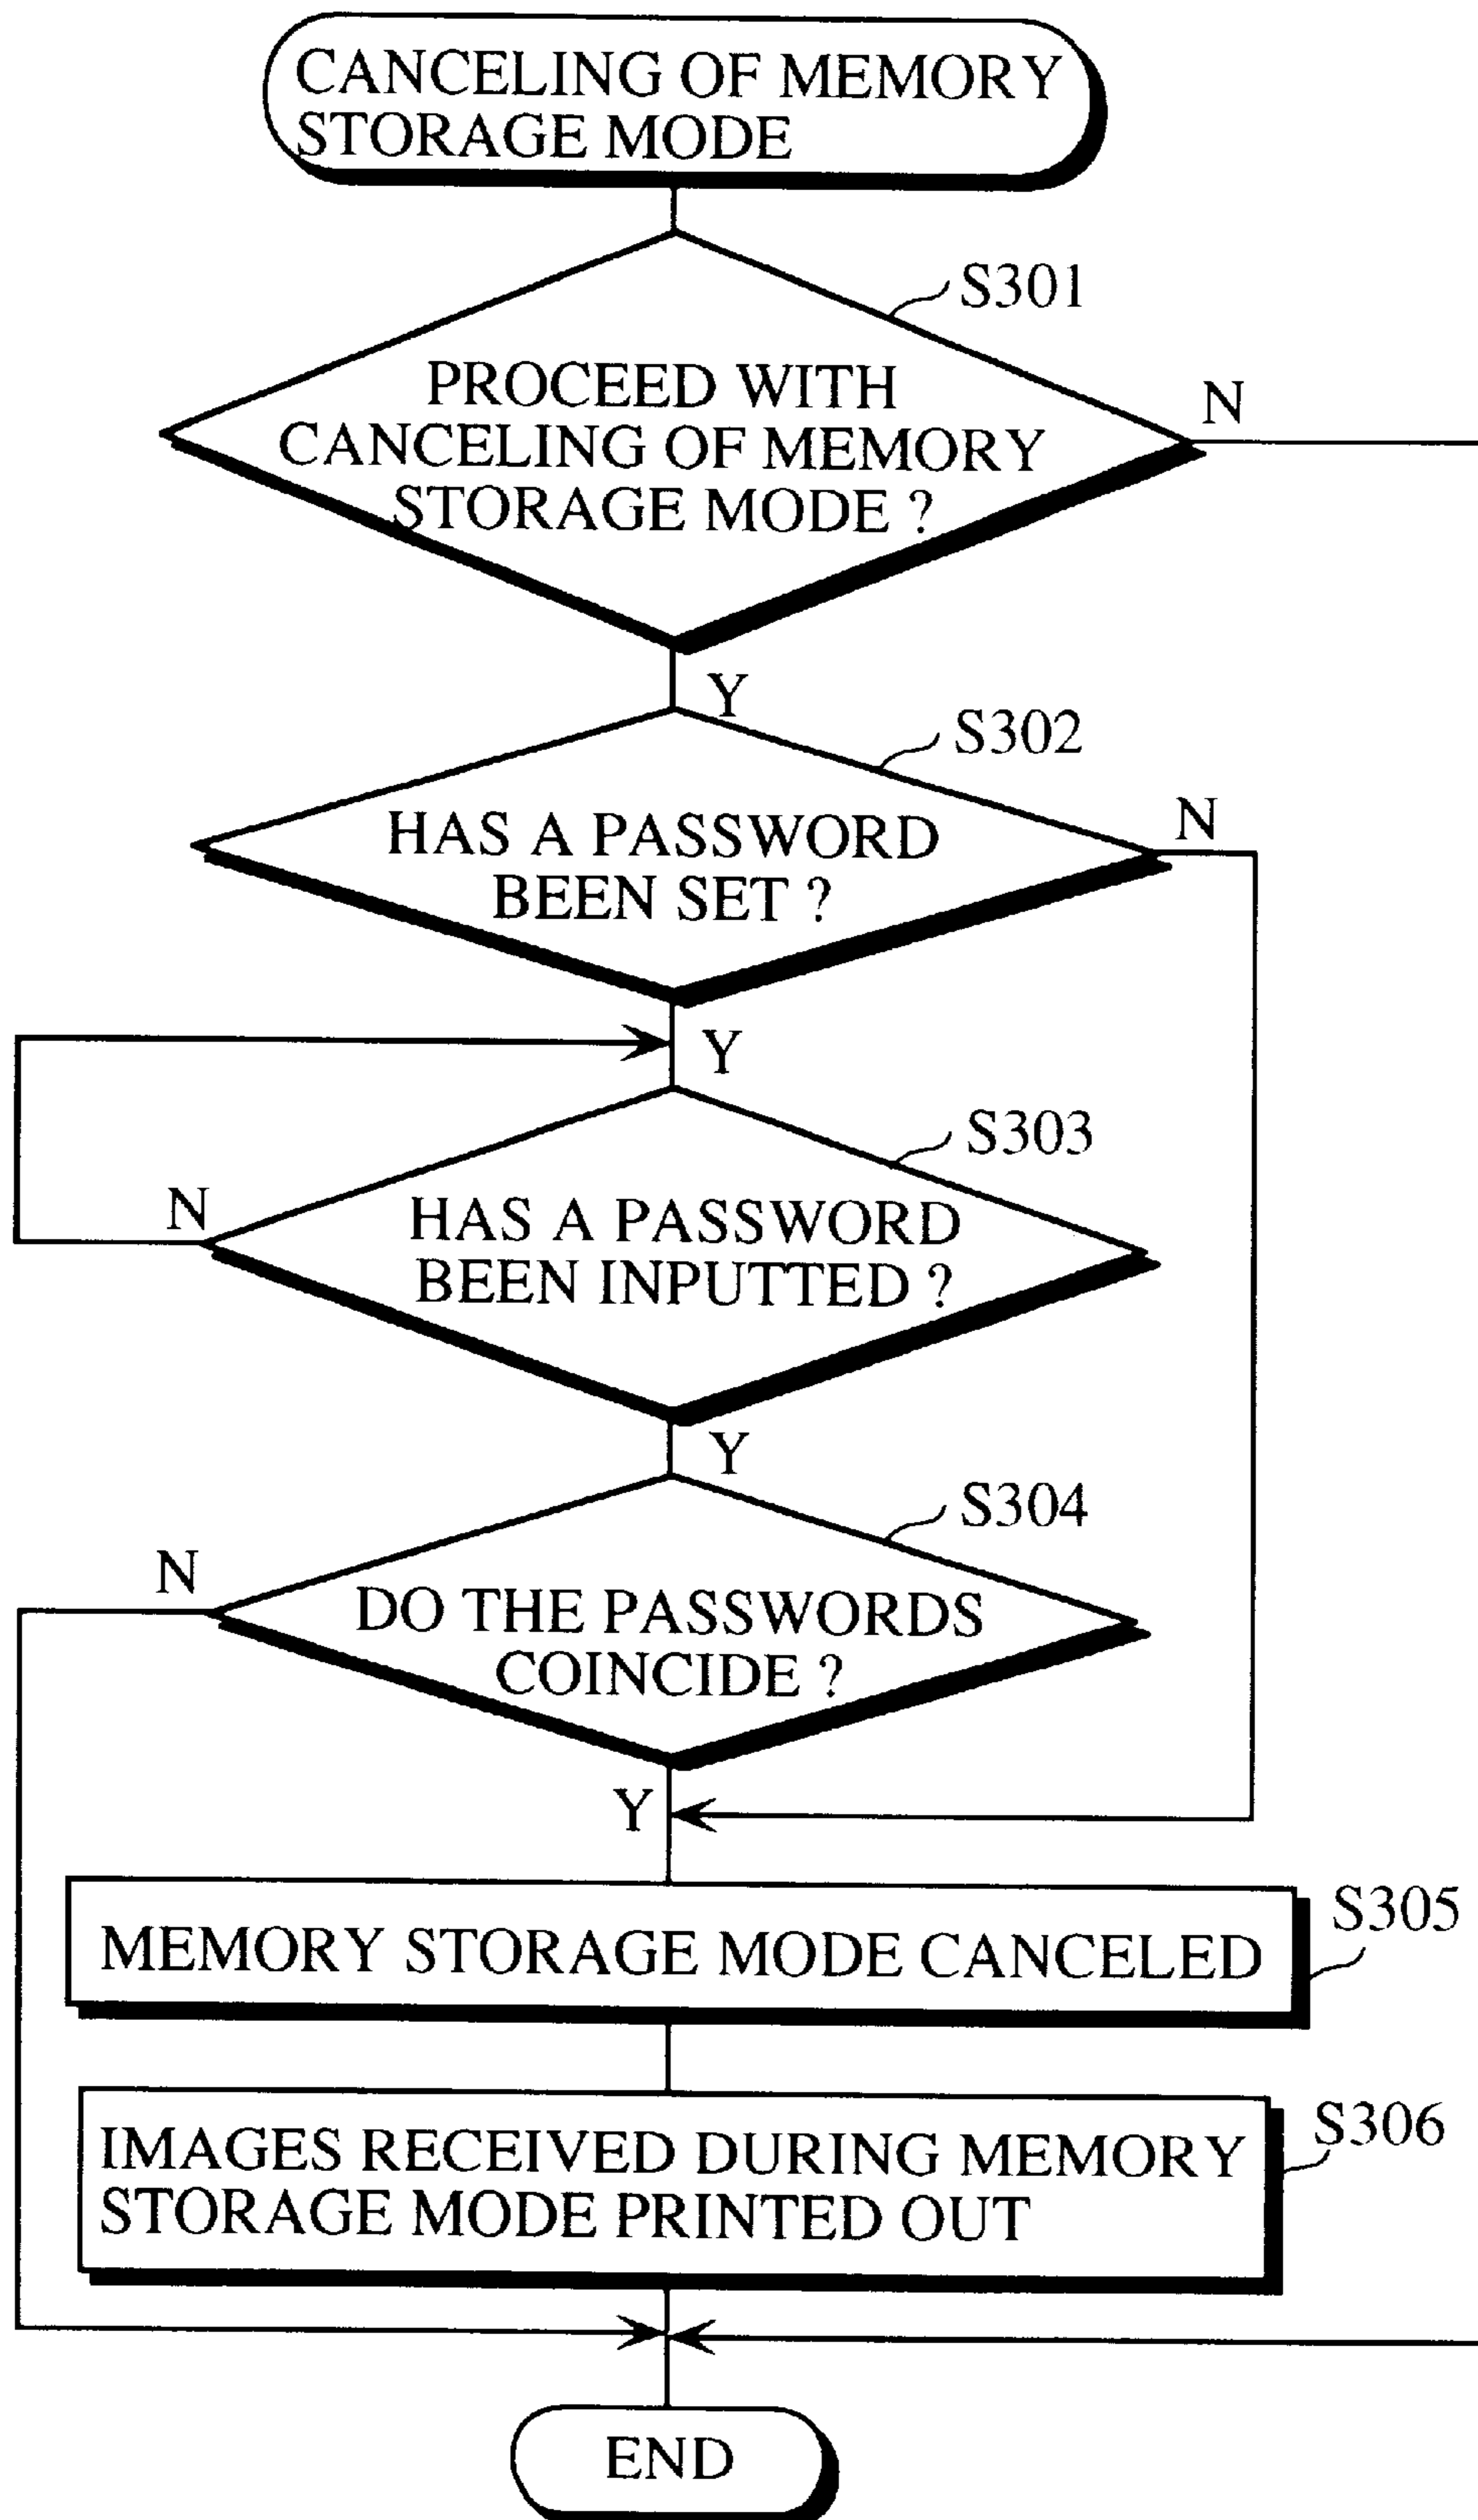 CANCELING OF MEMORY
STORAGE MODE
S301
PROCEED WITH
CANCELING OF MEMORY
STORAGE MODE ?
N
Y
S302
HAS A PASSWORD
BEEN SET ?
N
Y
S303
HAS A PASSWORD
BEEN INPUTTED ?
N
Y
S304
N
DO THE PASSWORDS
COINCIDE ?
Y
MEMORY STORAGE MODE CANCELED
S305
IMAGES RECEIVED DURING MEMORY
STORAGE MODE PRINTED OUT
S306
END